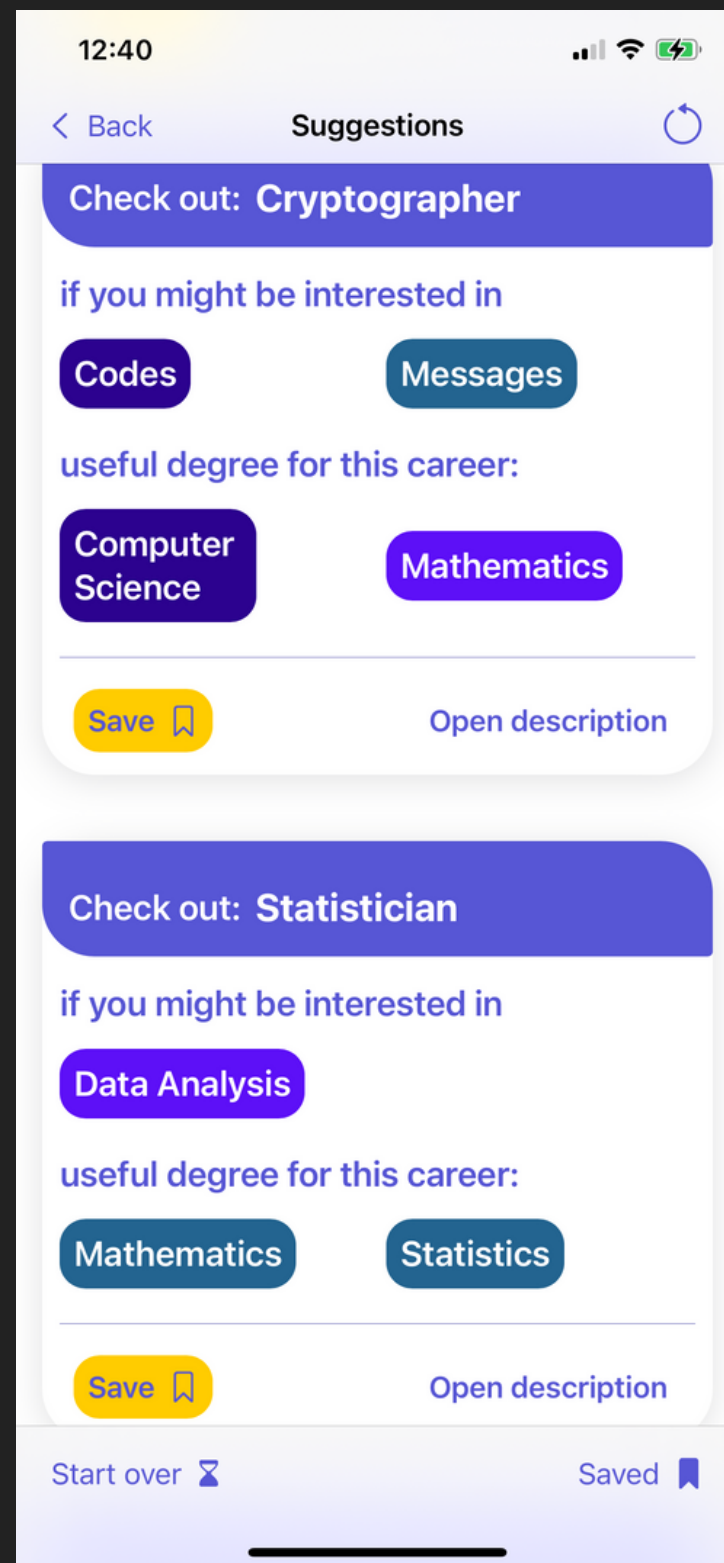 12:40
Back Suggestions
Check out: Cryptographer
if you might be interested in
Codes Messages
useful degree for this career:
Computer
Science
Mathematics
Save Open description
Check out: Statistician
if you might be interested in
Data Analysis
useful degree for this career:
Mathematics Statistics
Save Open description
Start over Saved